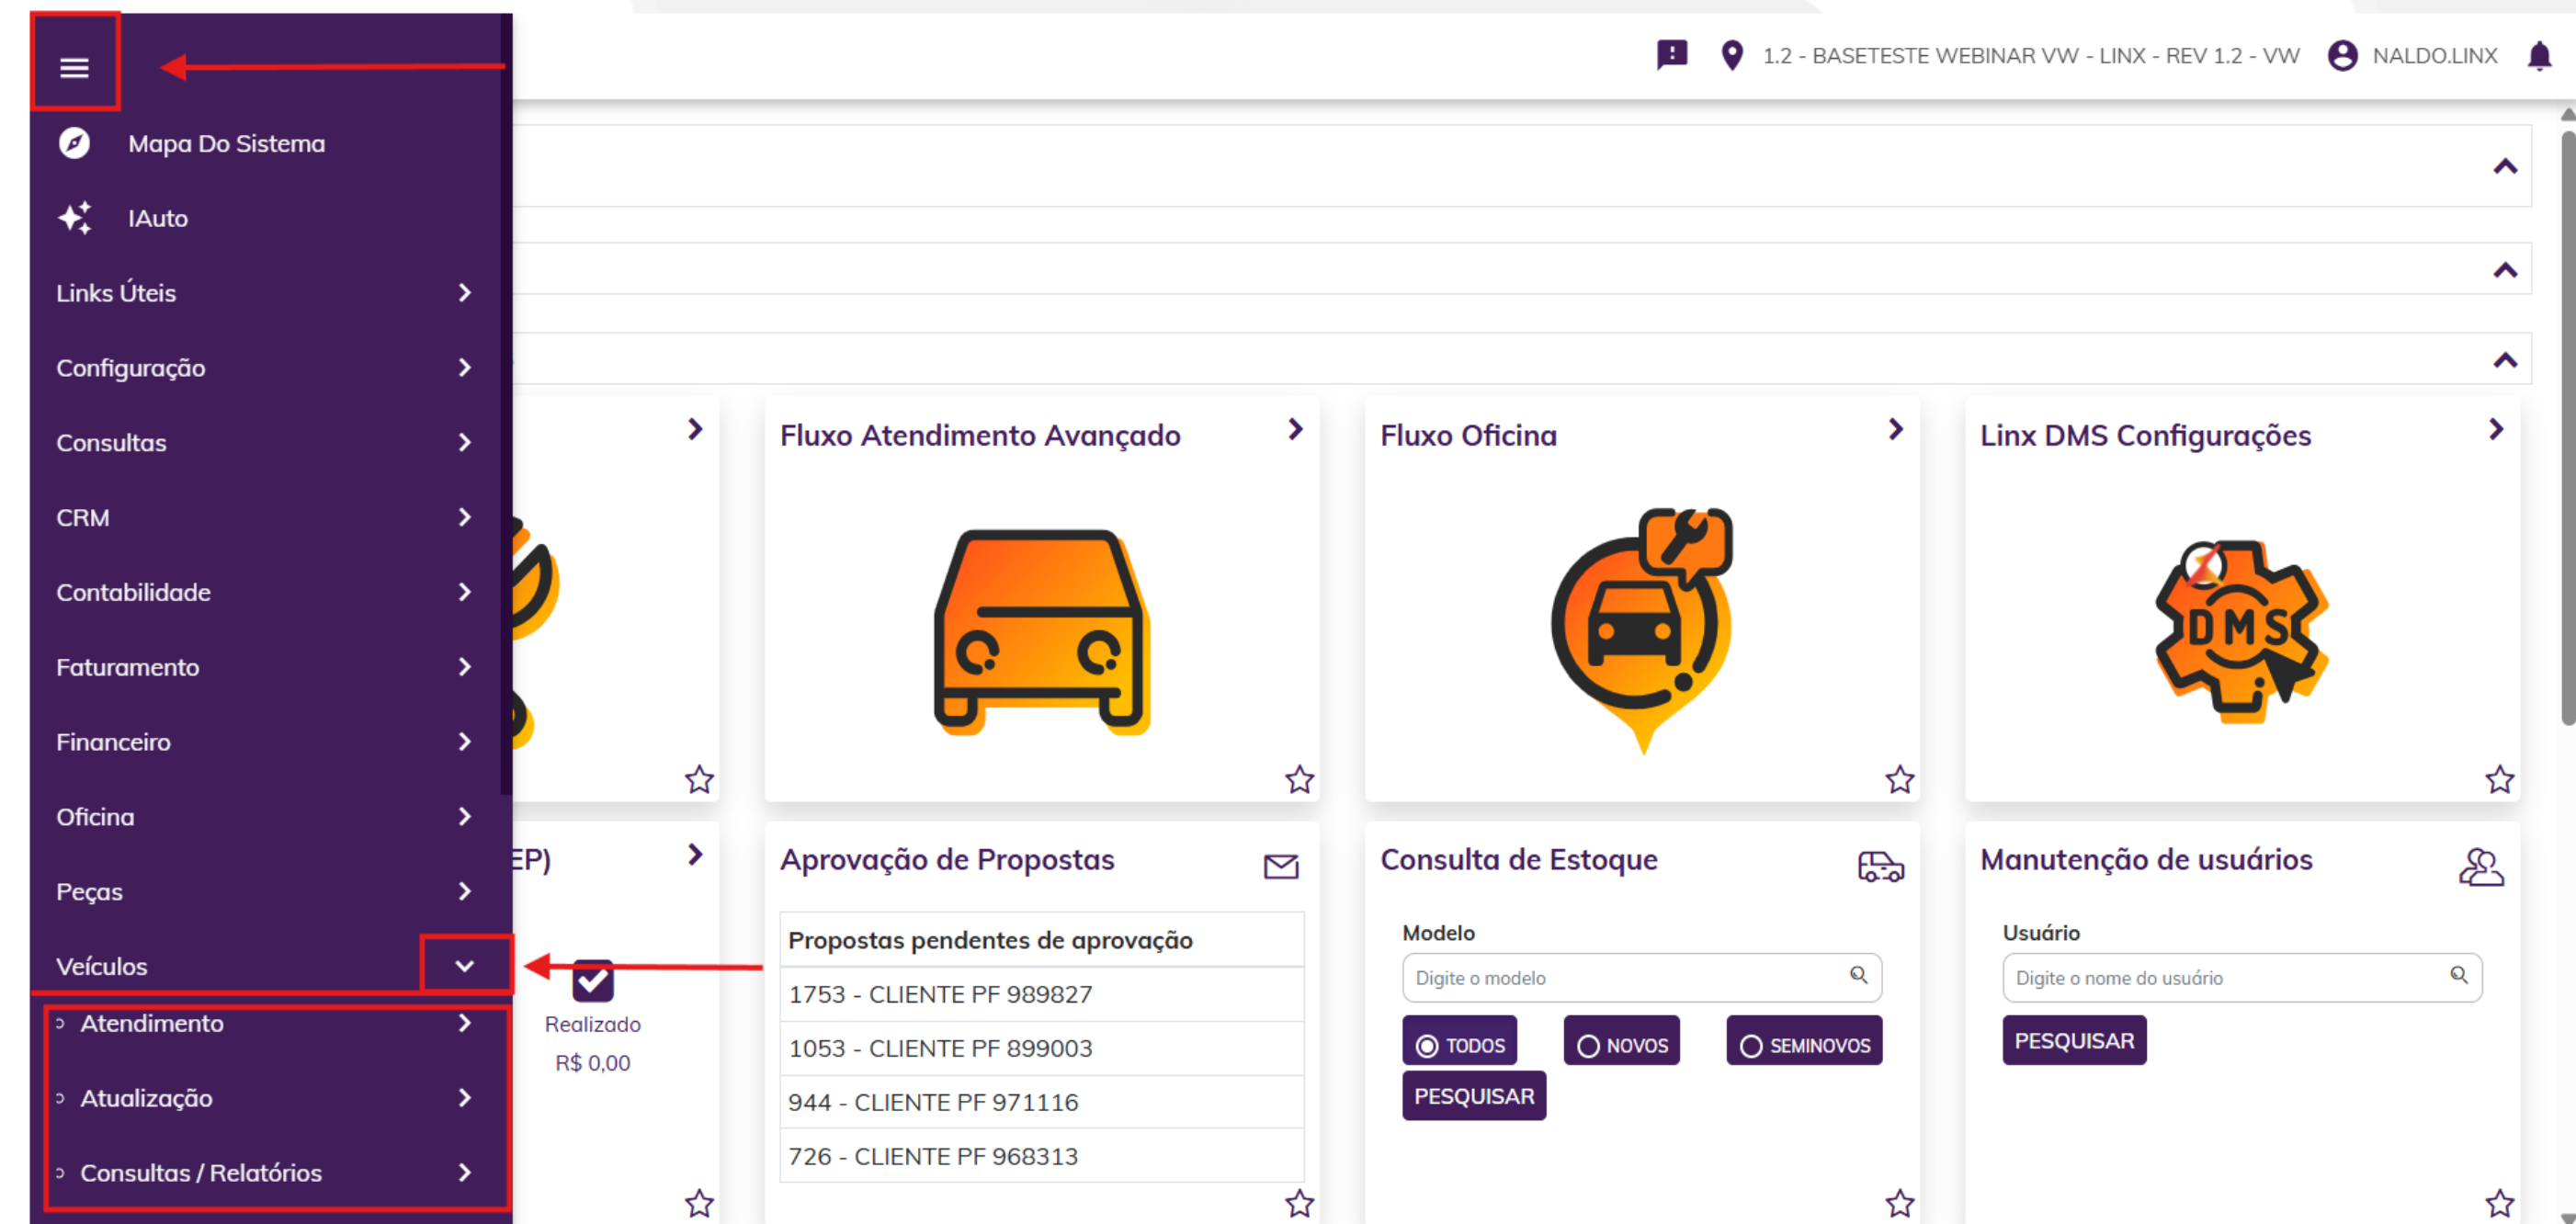 1.2 - BASETESTE WEBINAR VW - LINX - REV 1.2 - VW
NALDO.LINX
Mapa Do Sistema
IAuto
Links Úteis
Configuração
Consultas
CRM
Contabilidade
Faturamento
Financeiro
Oficina
Peças
Veículos
Atendimento
Atualização
Consultas / Relatórios
Fluxo Atendimento Avançado
Fluxo Oficina
Linx DMS Configurações
DMS
EP)
Realizado
R$ 0,00
Aprovação de Propostas
Propostas pendentes de aprovação
1753 - CLIENTE PF 989827
1053 - CLIENTE PF 899003
944 - CLIENTE PF 971116
726 - CLIENTE PF 968313
Consulta de Estoque
Modelo
Digite o modelo
TODOS NOVOS SEMINOVOS
PESQUISAR
Manutenção de usuários
Usuário
Digite o nome do usuário
PESQUISAR